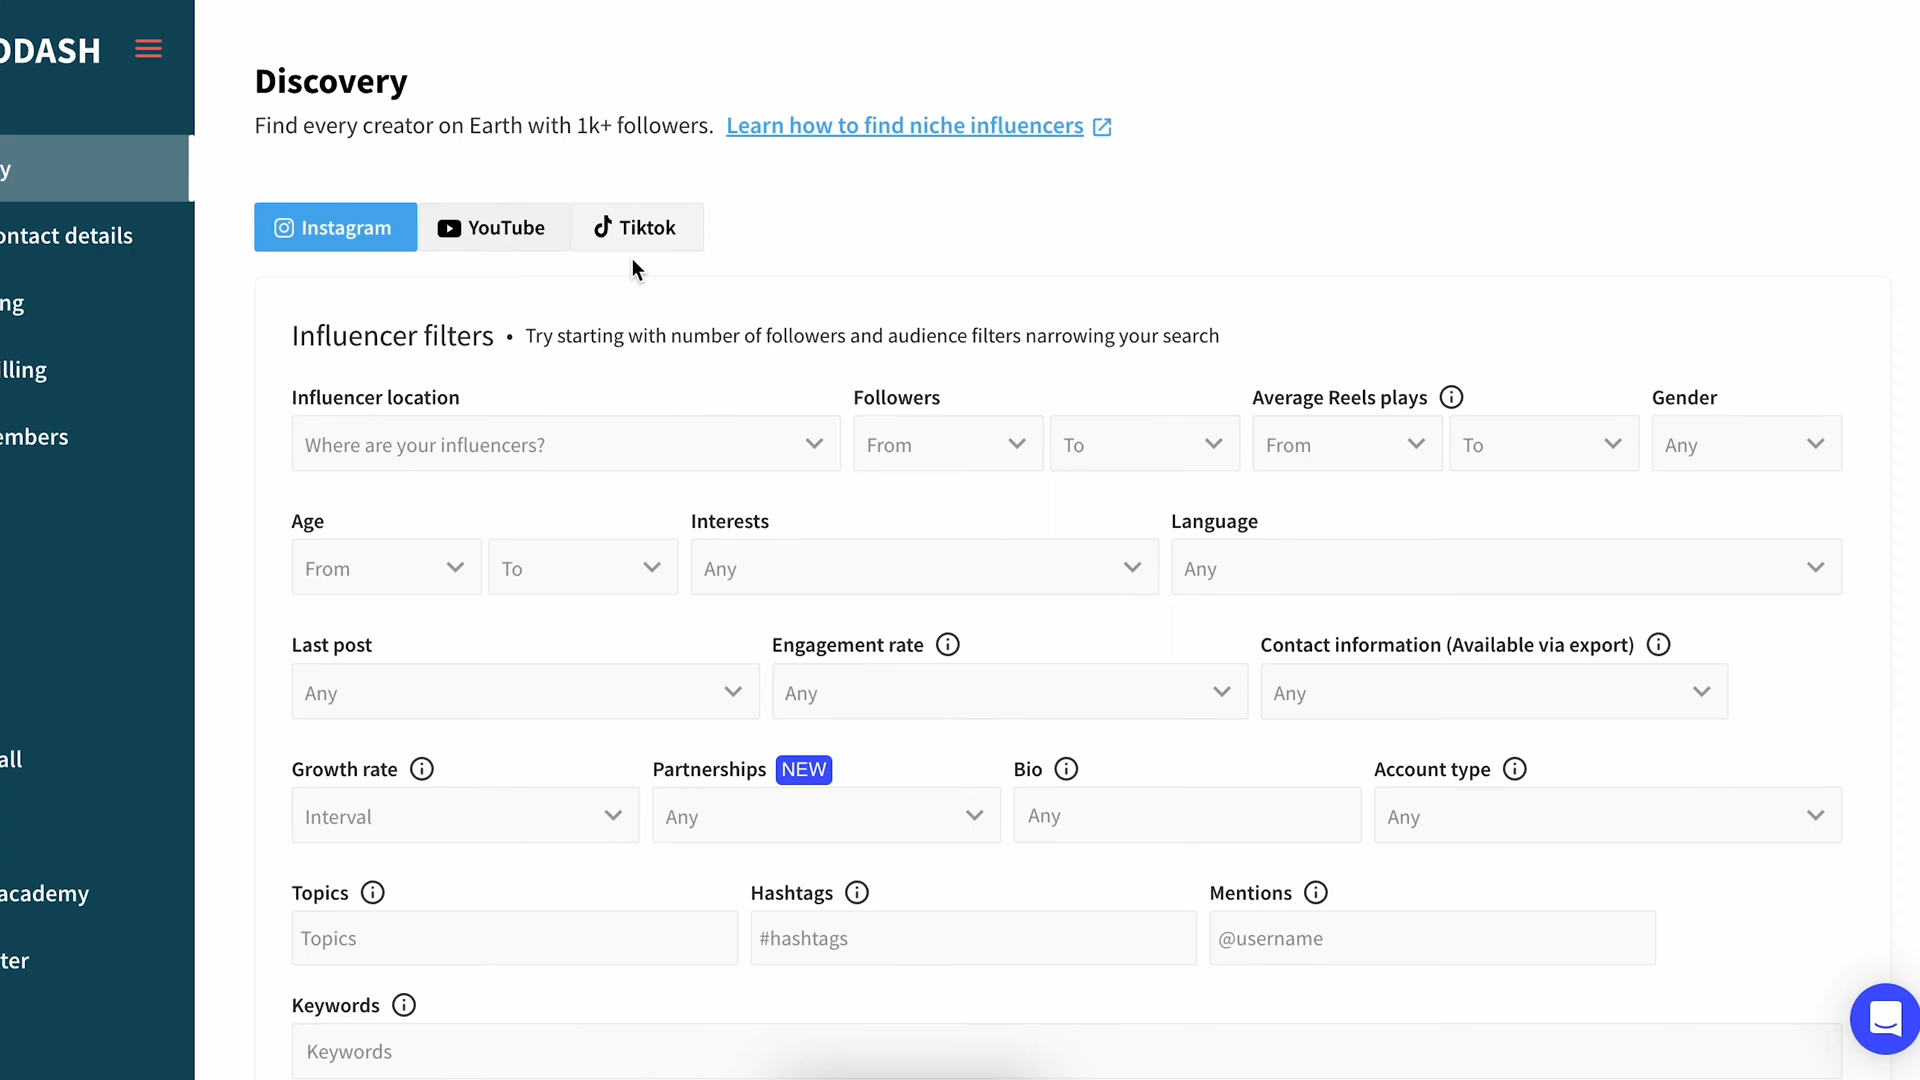 ODASH
y
ontact details
ng
illing
embers
all
academy
ter
Discovery
Find every creator on Earth with 1k+ followers. Learn how to find niche influencers
Instagram YouTube Tiktok
Influencer filters • Try starting with number of followers and audience filters narrowing your search
Influencer location Followers Average Reels plays Gender
Where are your influencers? From To From To Any
Age Interests Language
From To Any Any
Last post Engagement rate Contact information (Available via export)
Any Any Any
Growth rate Partnerships NEW Bio Account type
Interval Any Any Any
Topics Hashtags Mentions
Topics #hashtags @username
Keywords
Keywords